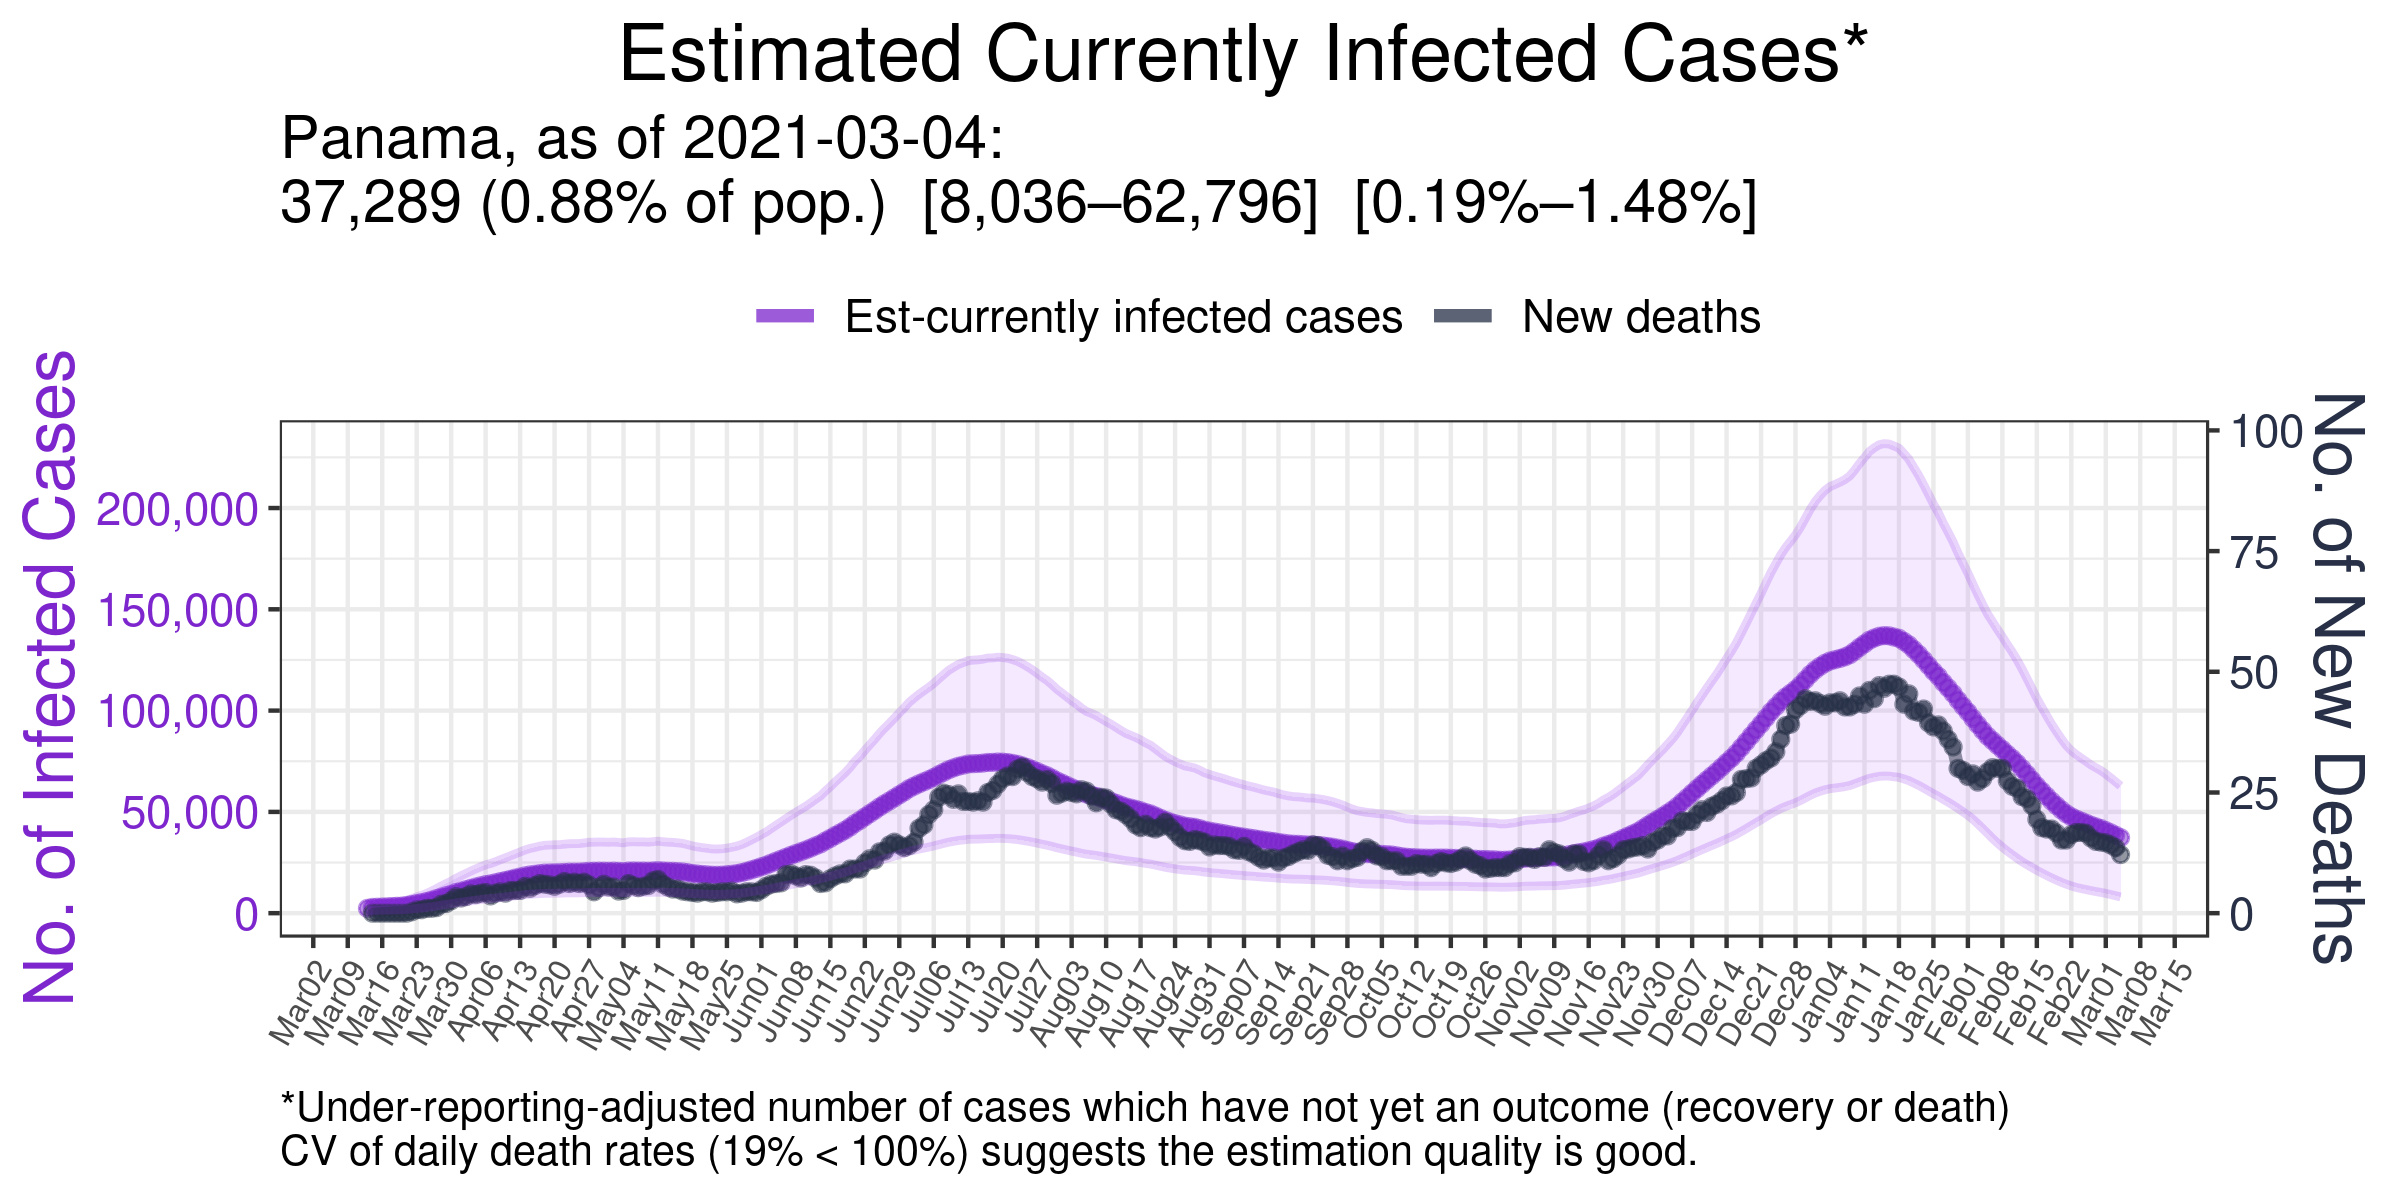 Estimated Currently Infected Cases*
Panama, as of 2021-03-04:
37,289 (0.88% of pop.) [8,036–62,796] [0.19%–1.48%]
Est-currently infected cases
New deaths
No. of Infected Cases
200,000
150,000
100,000
50,000
0
100
75
50
25
0
No. of New Deaths
Mar02
Mar09
Mar16
Mar23
Mar30
Apr06
Apr13
Apr20
Apr27
May04
May11
May18
May25
Jun01
Jun08
Jun15
Jun22
Jun29
Jul06
Jul13
Jul20
Jul27
Aug03
Aug10
Aug17
Aug24
Aug31
Sep07
Sep14
Sep21
Sep28
Oct05
Oct12
Oct19
Oct26
Nov02
Nov09
Nov16
Nov23
Nov30
Dec07
Dec14
Dec21
Dec28
Jan04
Jan11
Jan18
Jan25
Feb01
Feb08
Feb15
Feb22
Mar01
Mar08
Mar15
*Under-reporting-adjusted number of cases which have not yet an outcome (recovery or death)
CV of daily death rates (19% < 100%) suggests the estimation quality is good.